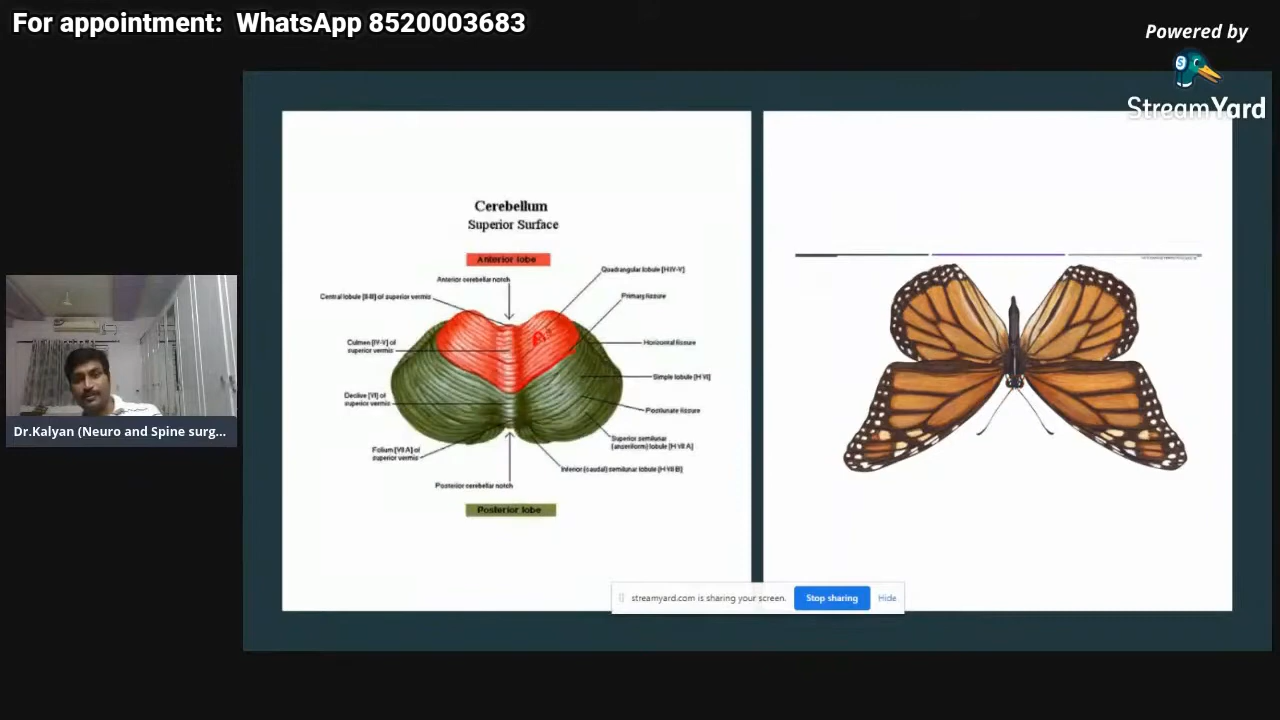 For appointment:  WhatsApp 8520003683
Powered by
StreamYard
Dr.Kalyan (Neuro and Spine surg...
Cerebellum
Superior Surface
Anterior lobe
Anterior cerebellar notch
Quadrangular lobule [H IV-V]
Central lobule [II-III] of superior vermis
Primary fissure
Culmen [IV-V] of
superior vermis
Horizontal fissure
Simple lobule [H VI]
Declive [VI] of
superior vermis
Postlunate fissure
Superior semilunar
(ansiform) lobule [H VII A]
Folium [VII A] of
superior vermis
Inferior (caudal) semilunar lobule [H VII B]
Posterior cerebellar notch
Posterior lobe
streamyard.com is sharing your screen.
Stop sharing
Hide